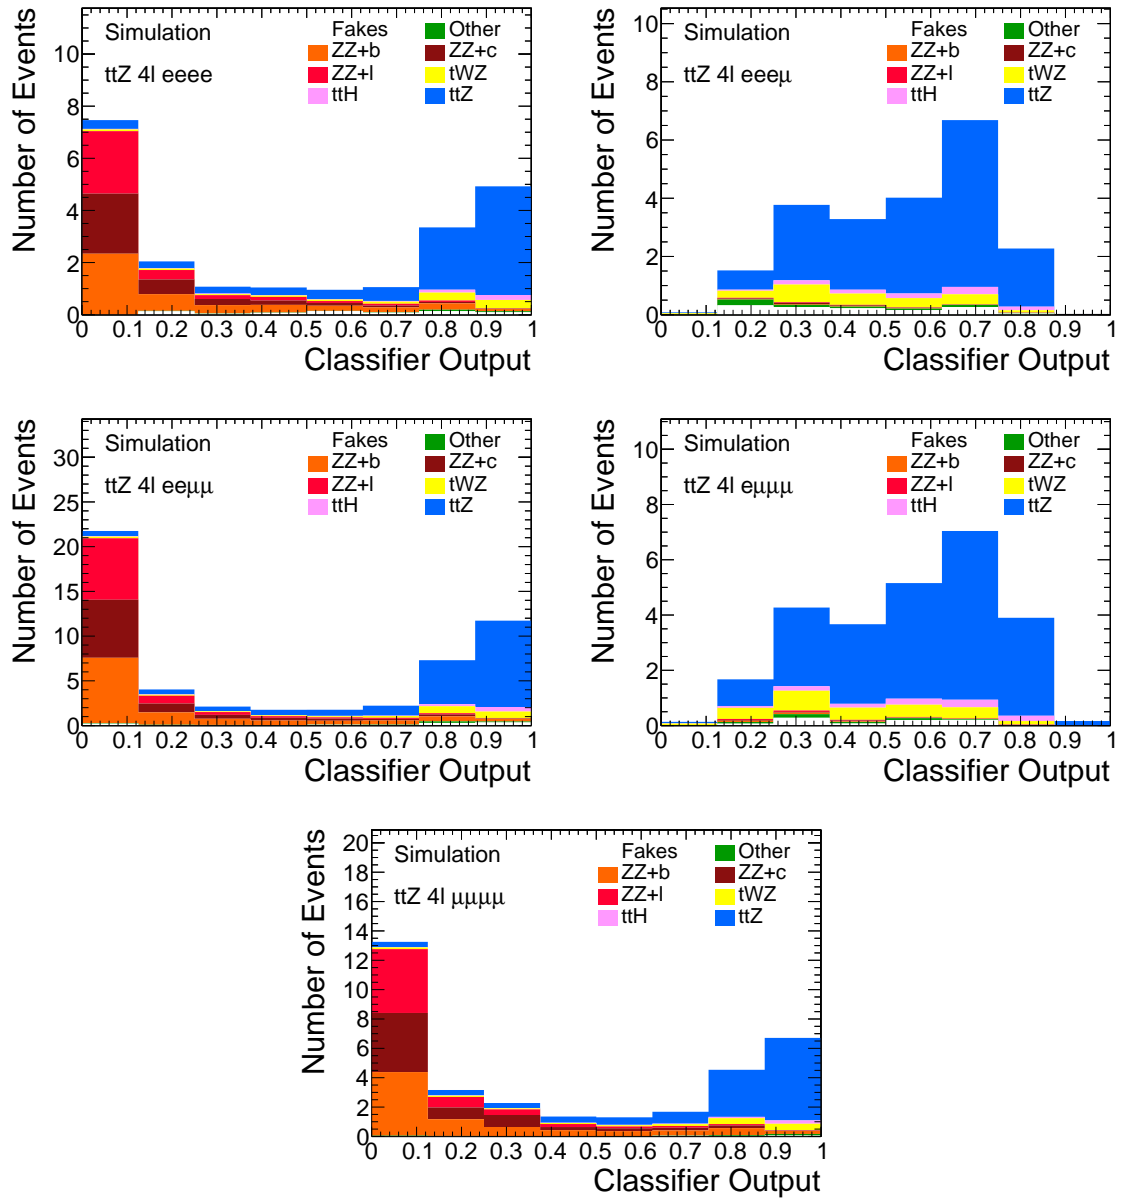 Number of Events
10
8
6
4
2
0
Simulation
ttZ 4l eeee
Fakes Other
ZZ+b ZZ+c
ZZ+l tWZ
ttH ttZ
0 0.1 0.2 0.3 0.4 0.5 0.6 0.7 0.8 0.9 1
Classifier Output
Number of Events
10
8
6
4
2
0
Simulation
ttZ 4l eeeμ
Fakes Other
ZZ+b ZZ+c
ZZ+l tWZ
ttH ttZ
0 0.1 0.2 0.3 0.4 0.5 0.6 0.7 0.8 0.9 1
Classifier Output
Number of Events
30
25
20
15
10
5
0
Simulation
ttZ 4l eeμμ
Fakes Other
ZZ+b ZZ+c
ZZ+l tWZ
ttH ttZ
0 0.1 0.2 0.3 0.4 0.5 0.6 0.7 0.8 0.9 1
Classifier Output
Number of Events
10
8
6
4
2
0
Simulation
ttZ 4l eμμμ
Fakes Other
ZZ+b ZZ+c
ZZ+l tWZ
ttH ttZ
0 0.1 0.2 0.3 0.4 0.5 0.6 0.7 0.8 0.9 1
Classifier Output
Number of Events
20
18
16
14
12
10
8
6
4
2
0
Simulation
ttZ 4l μμμμ
Fakes Other
ZZ+b ZZ+c
ZZ+l tWZ
ttH ttZ
0 0.1 0.2 0.3 0.4 0.5 0.6 0.7 0.8 0.9 1
Classifier Output